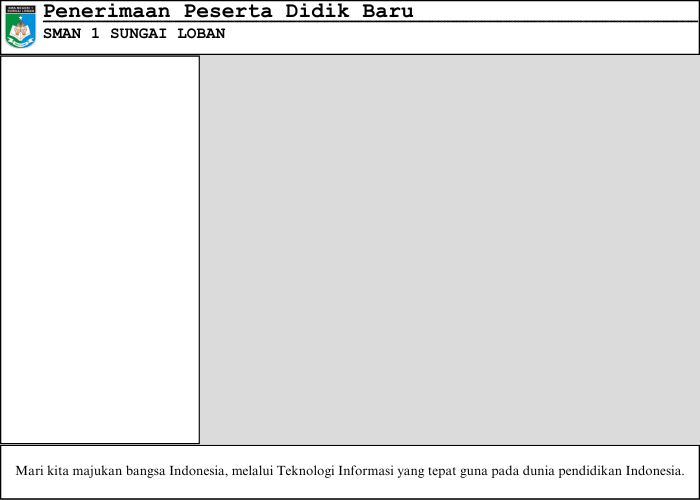 Penerimaan Peserta Didik Baru
SMAN 1 SUNGAI LOBAN
Mari kita majukan bangsa Indonesia, melalui Teknologi Informasi yang tepat guna pada dunia pendidikan Indonesia.